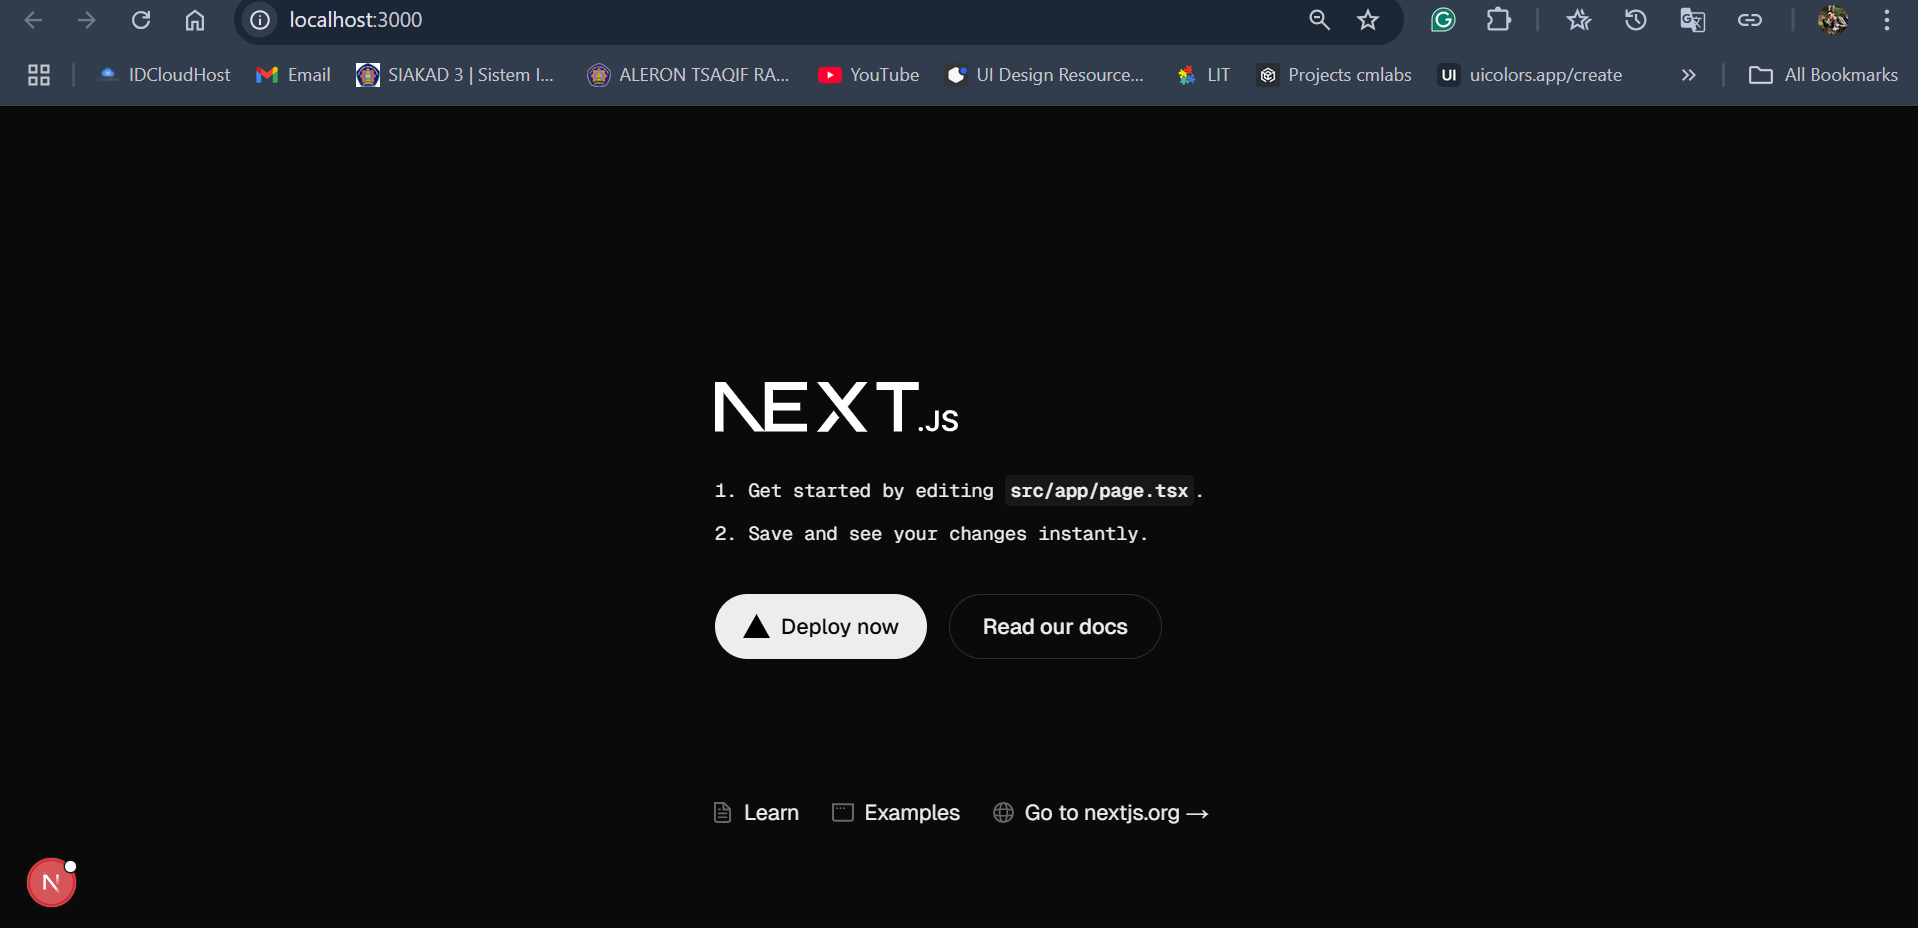 localhost:3000
IDCloudHost
Email
SIAKAD 3 | Sistem I...
ALERON TSAQIF RA...
YouTube
UI Design Resource...
LIT
Projects cmlabs
UI
uicolors.app/create
All Bookmarks
NEXT.JS
1. Get started by editing src/app/page.tsx.
2. Save and see your changes instantly.
Deploy now
Read our docs
Learn
Examples
Go to nextjs.org →
N